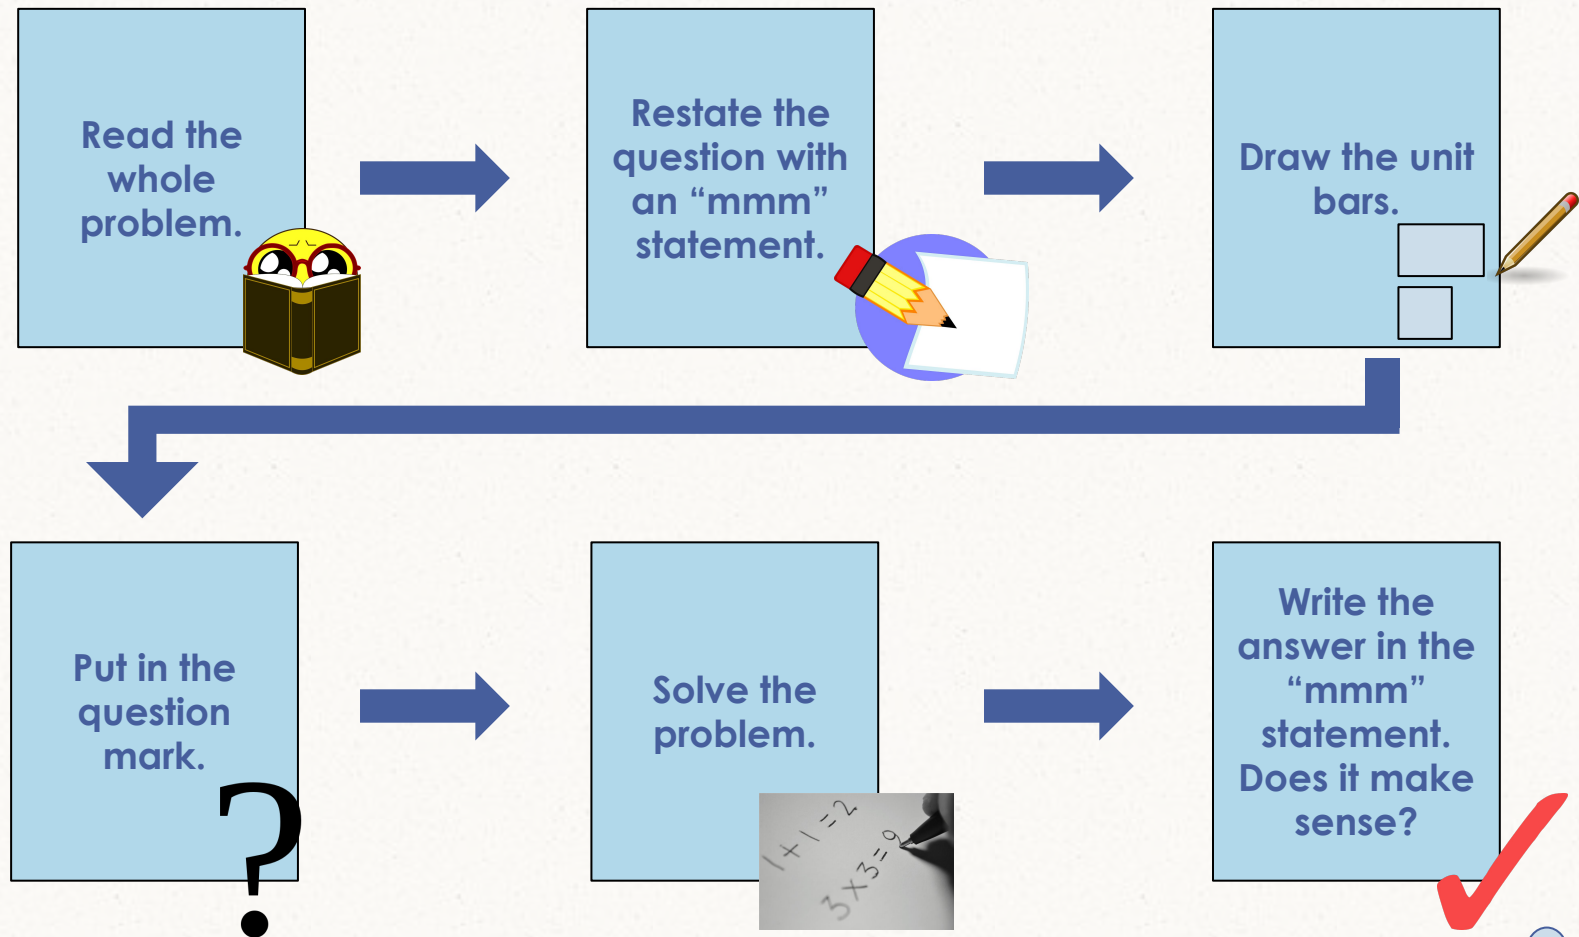 Read the
whole
problem.
Restate the
question with
an “mmm”
statement.
Draw the unit
bars.
Put in the
question
mark.
?
Solve the
problem.
1+1=2
3×3=9
Write the
answer in the
“mmm”
statement.
Does it make
sense?